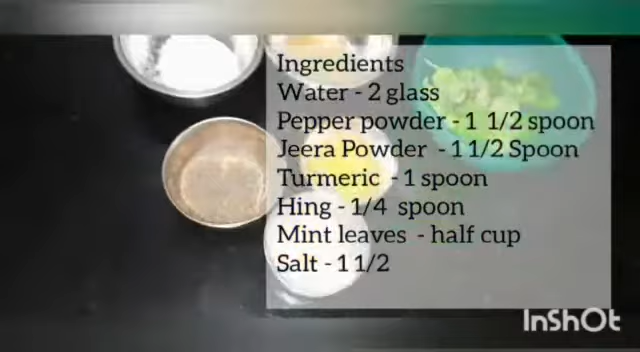 Ingredients
Water - 2 glass
Pepper powder - 1 1/2 spoon
Jeera Powder - 1 1/2 Spoon
Turmeric - 1 spoon
Hing - 1/4 spoon
Mint leaves - half cup
Salt - 1 1/2
InShOt